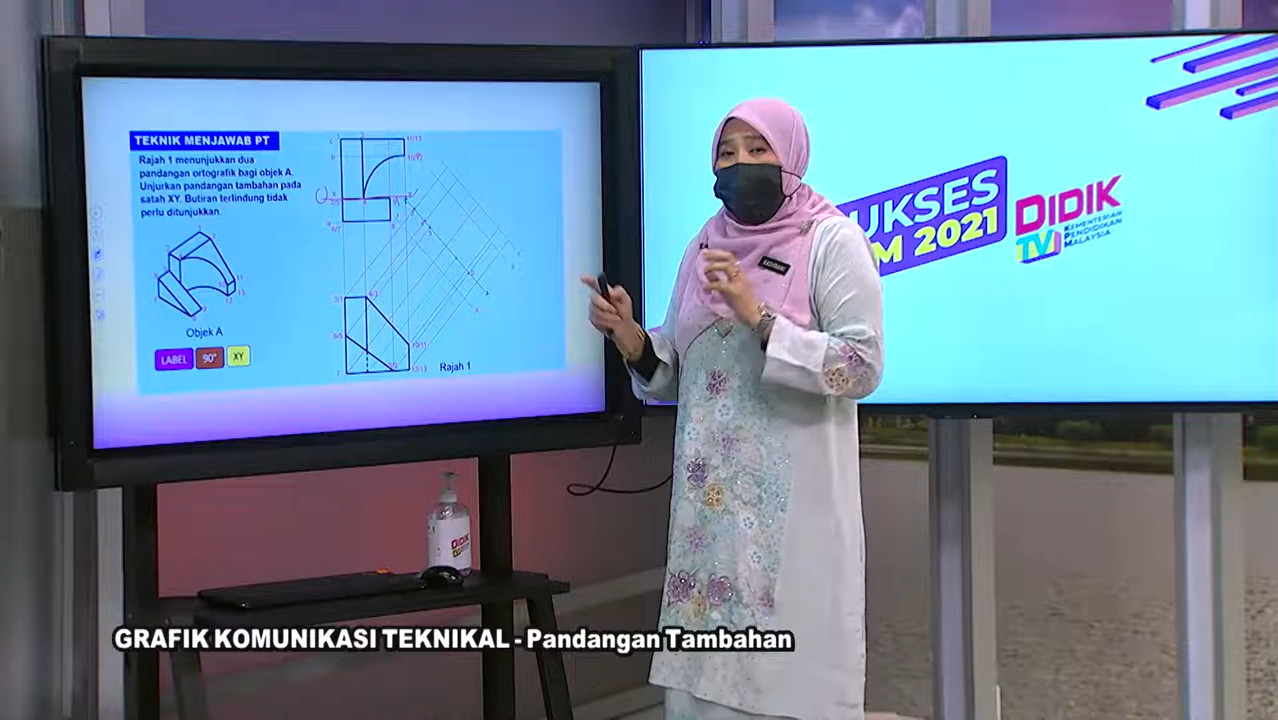 TEKNIK MENJAWAB PT
Rajah 1 menunjukkan dua
pandangan ortografik bagi objek A.
Unjurkan pandangan tambahan pada
satah XY. Butiran terlindung tidak
perlu ditunjukkan.
Objek A
LABEL
90°
XY
Rajah 1
UKSES
M 2021
DIDIK
TV
KEMENTERIAN
PENDIDIKAN
MALAYSIA
DIDIK
GRAFIK KOMUNIKASI TEKNIKAL - Pandangan Tambahan